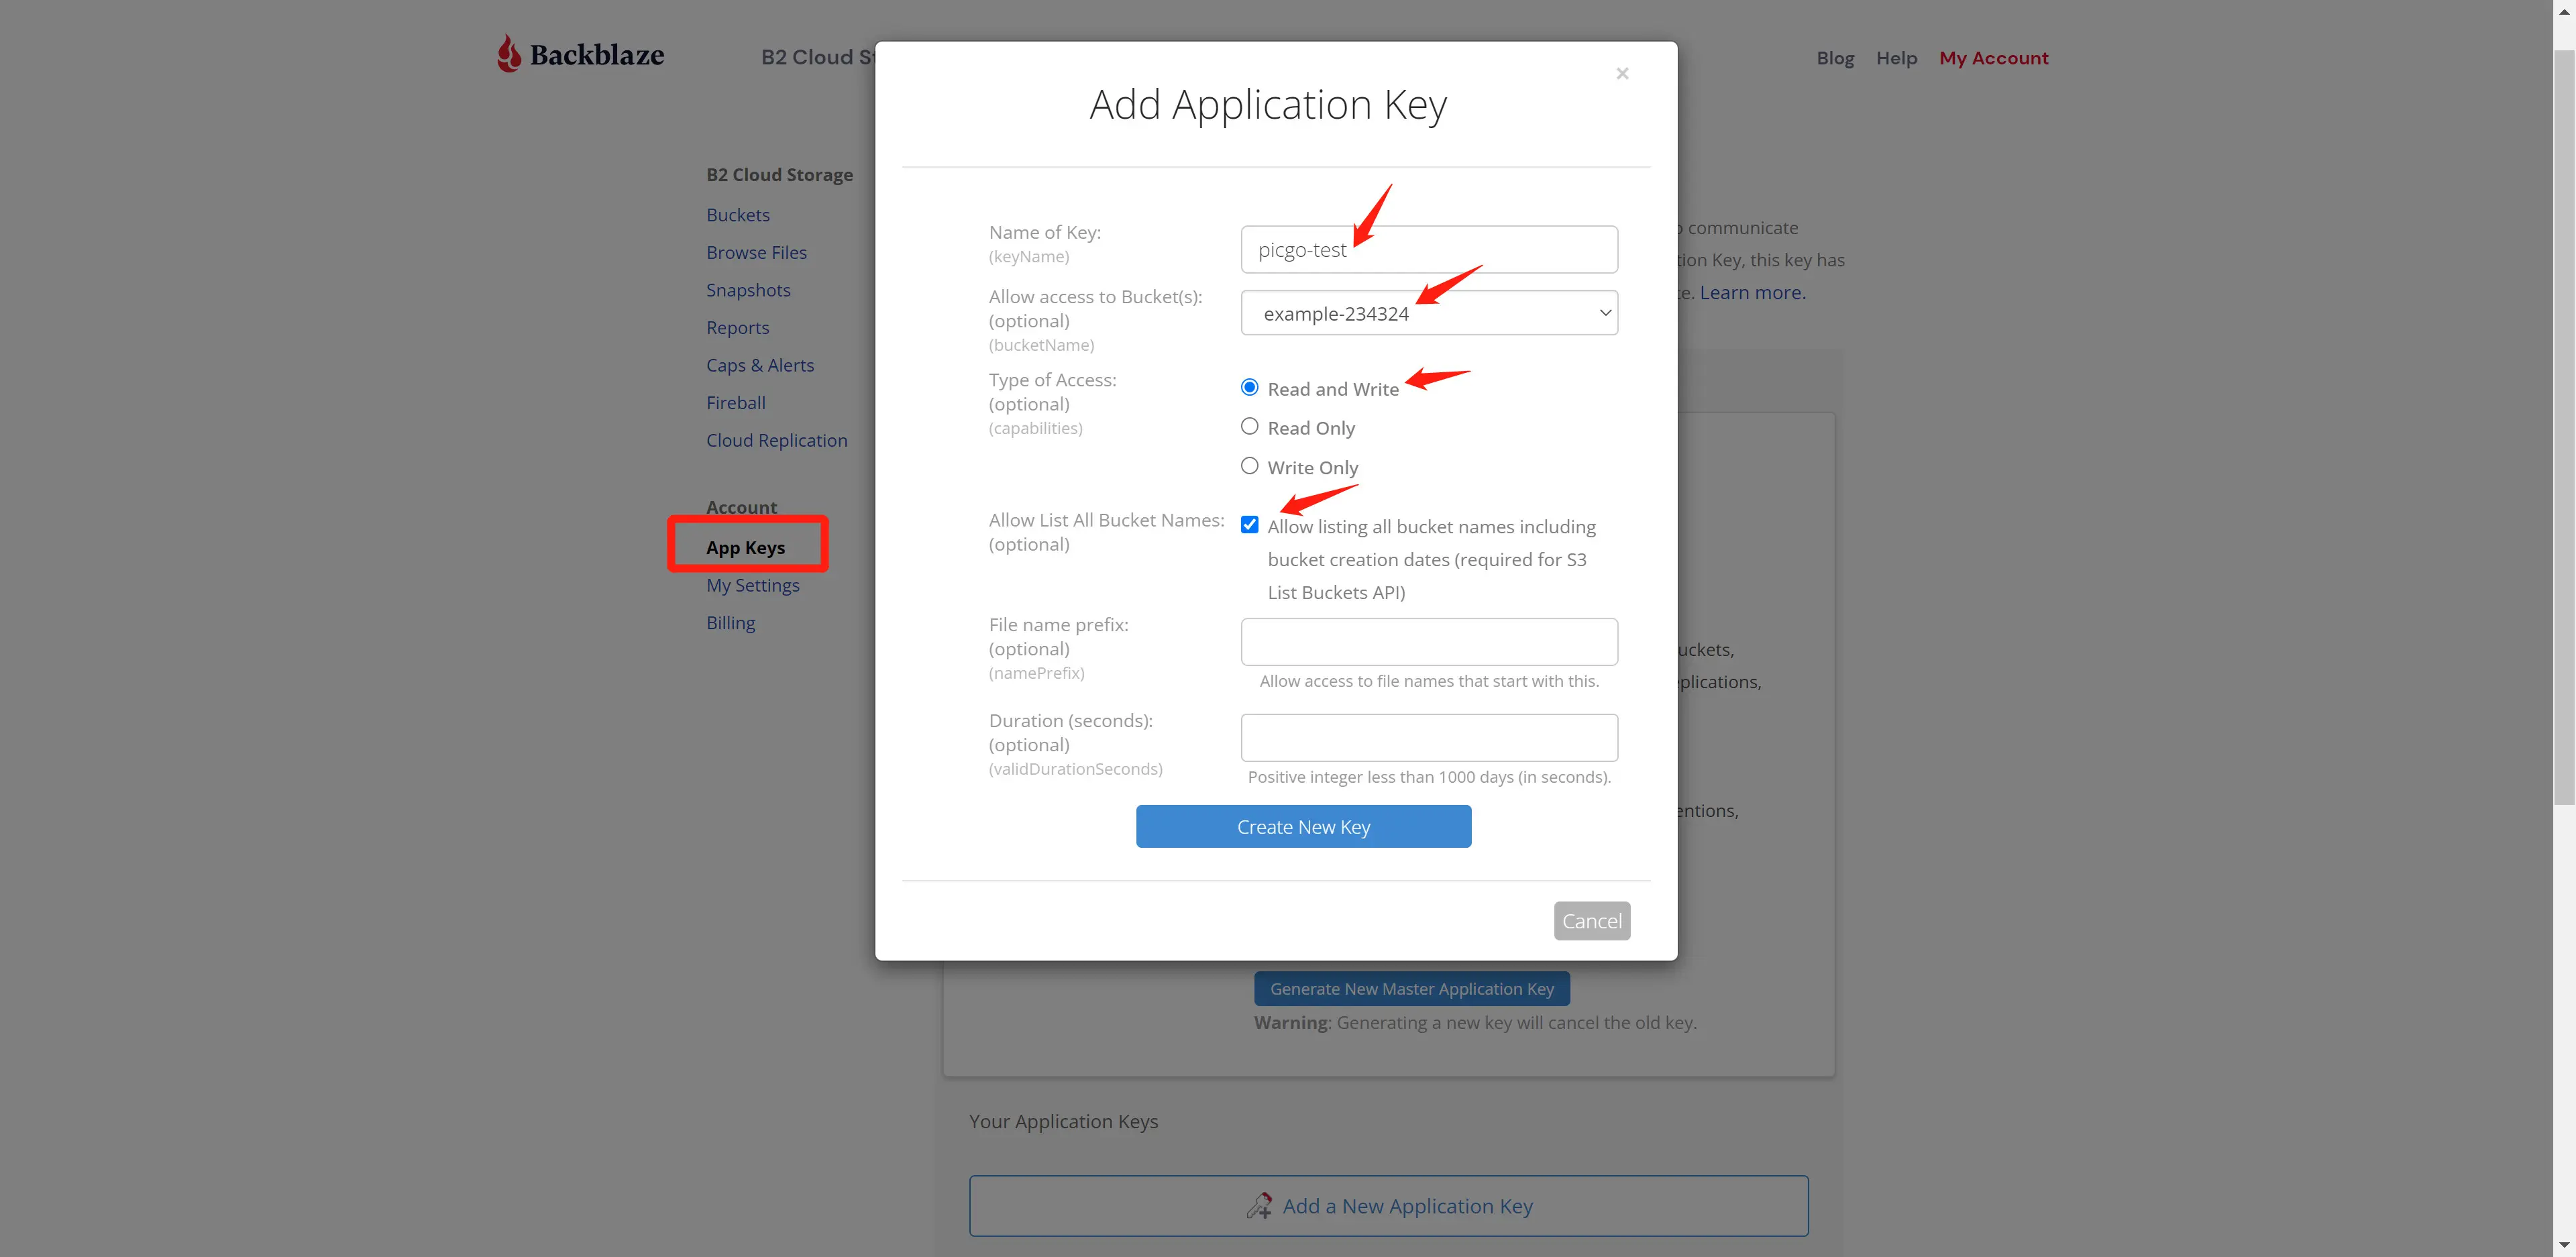 Backblaze
B2 Cloud
Blog Help My Account
Add Application Key
B2 Cloud Storage
Buckets
Browse Files
Snapshots
Reports
Caps & Alerts
Fireball
Cloud Replication
Account
App Keys
My Settings
Billing
Name of Key:
(keyName)
picgo-test
Allow access to Bucket(s):
(optional)
(bucketName)
example-234324
Type of Access:
(optional)
(capabilities)
Read and Write
Read Only
Write Only
Allow List All Bucket Names:
(optional)
Allow listing all bucket names including
bucket creation dates (required for S3
List Buckets API)
File name prefix:
(optional)
(namePrefix)
Allow access to file names that start with this.
Duration (seconds):
(optional)
(validDurationSeconds)
Positive integer less than 1000 days (in seconds).
Create New Key
Cancel
communicate
Key, this key has
Learn more.
Generate New Master Application Key
Warning: Generating a new key will cancel the old key.
Your Application Keys
Add a New Application Key